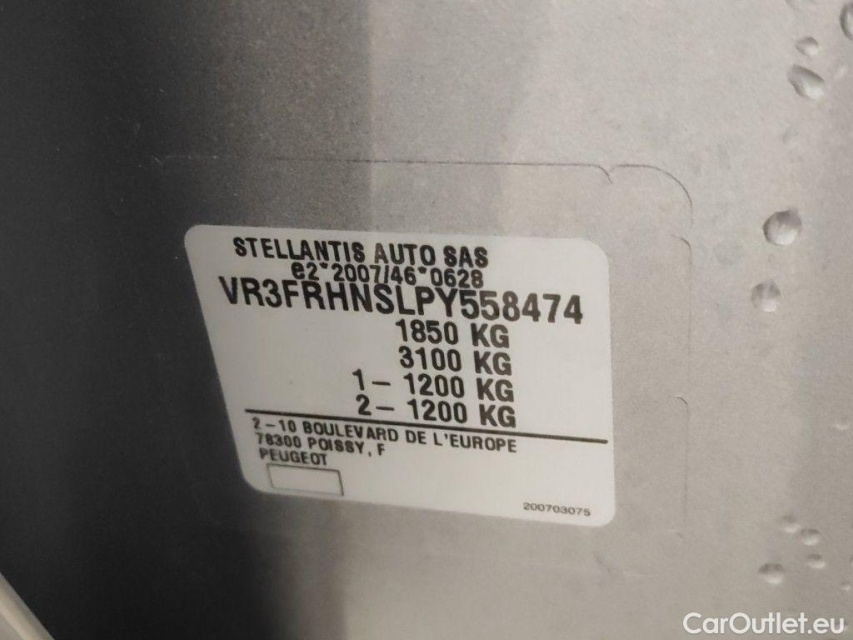 STELLANTIS AUTO SAS
e2*2007/46*0628
VR3FRHNSLPY558474
1850 KG
3100 KG
1- 1200 KG
2- 1200 KG
2-10 BOULEVARD DE L'EUROPE
78300 POISSY, F
PEUGEOT
200703075
CarOutlet.eu